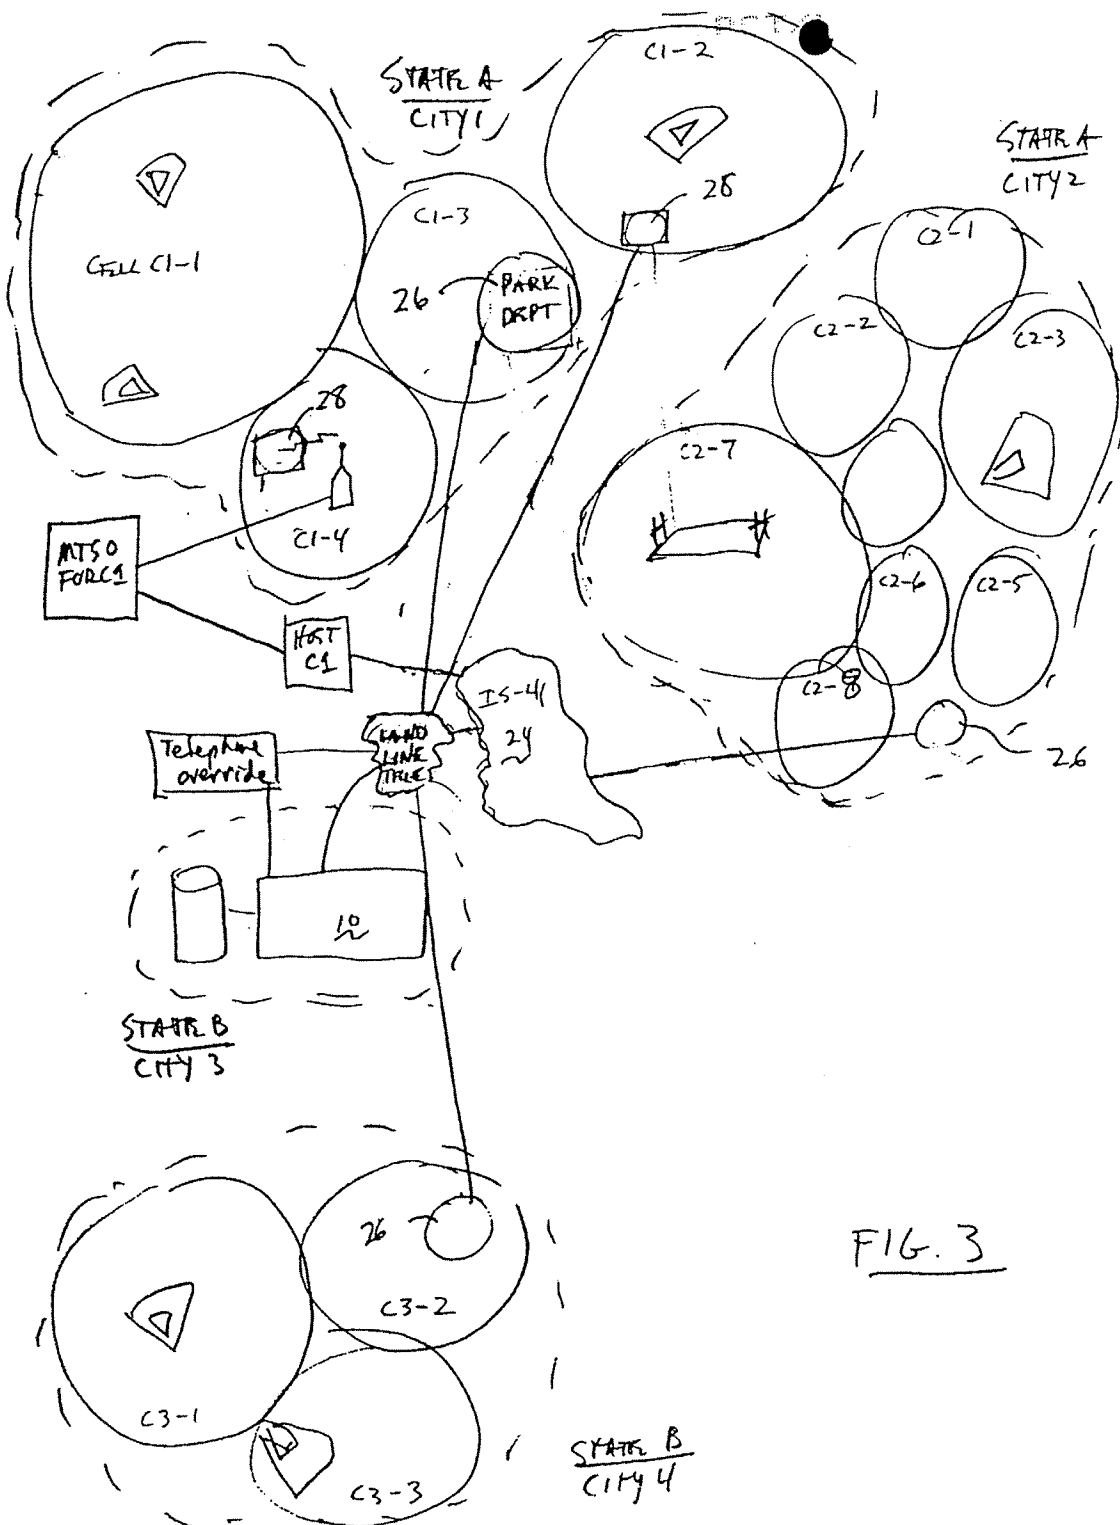 C1-2
STATE A
CITY 1
STATE A
CITY 2
28
C1-3
C2-1
CELL C1-1
26
PARK
DEPT
C2-2
C2-3
28
C2-7
C1-4
MTSO
FOR C1
C2-6
C2-5
HOST
C1
C2-8
IS-41
24
LAND
LINE
TELE
Telephone
override
26
10
STATE B
CITY 3
26
FIG. 3
C3-2
C3-1
STATE B
CITY 4
C3-3